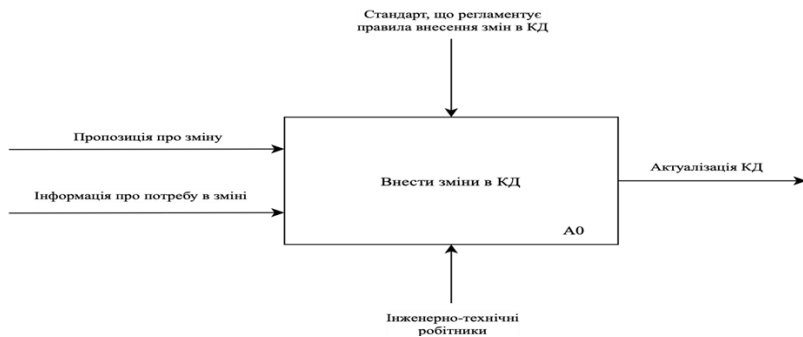 Стандарт, що регламентує
правила внесення змін в КД
Пропозиція про зміну
Інформація про потребу в зміні
Внести зміни в КД
А0
Актуалізація КД
Інженерно-технічні
робітники